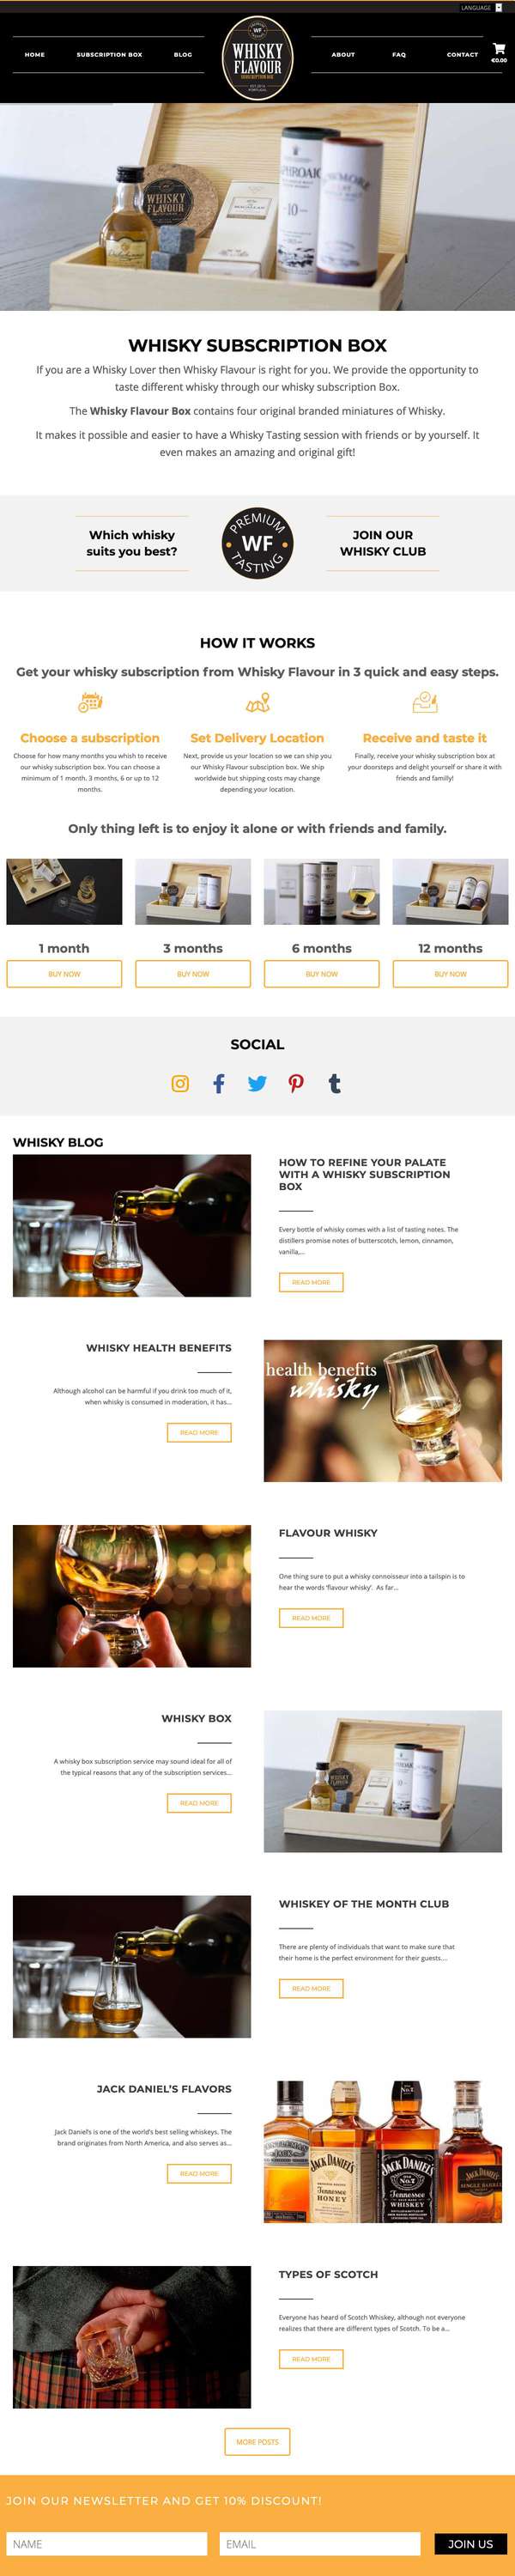 LANGUAGE
HOME SUBSCRIPTION BOX BLOG
WF
WHISKY
FLAVOUR
SUBSCRIPTION BOX
PORTUGAL
ABOUT FAQ CONTACT
€0.00
WHISKY
FLAVOUR
10
WHISKY SUBSCRIPTION BOX
If you are a Whisky Lover then Whisky Flavour is right for you. We provide the opportunity to
taste different whisky through our whisky subscription Box.
The Whisky Flavour Box contains four original branded miniatures of Whisky.
It makes it possible and easier to have a Whisky Tasting session with friends or by yourself. It
even makes an amazing and original gift!
Which whisky
suits you best?
PREMIUM
WF
TASTING
JOIN OUR
WHISKY CLUB
HOW IT WORKS
Get your whisky subscription from Whisky Flavour in 3 quick and easy steps.
Choose a subscription
Choose for how many months you whish to receive
our whisky subscription box. You can choose a
minimum of 1 month. 3 months, 6 or up to 12
months.
Set Delivery Location
Next, provide us your location so we can ship you
our Whisky Flavour subsciption box. We ship
worldwide but shipping costs may change
depending your location.
Receive and taste it
Finally, receive your whisky subscription box at
your doorsteps and delight yourself or share it with
friends and familly!
Only thing left is to enjoy it alone or with friends and family.
1 month
BUY NOW
3 months
BUY NOW
6 months
BUY NOW
12 months
BUY NOW
SOCIAL
WHISKY BLOG
HOW TO REFINE YOUR PALATE
WITH A WHISKY SUBSCRIPTION
BOX
Every bottle of whisky comes with a list of tasting notes. The
distillers promise notes of butterscotch, lemon, cinnamon,
vanilla,...
READ MORE
WHISKY HEALTH BENEFITS
Although alcohol can be harmful if you drink too much of it,
when whisky is consumed in moderation, it has...
READ MORE
health benefits
whisky
FLAVOUR WHISKY
One thing sure to put a whisky connoisseur into a tailspin is to
hear the words 'flavour whisky'. As far...
READ MORE
WHISKY BOX
A whisky box subscription service may sound ideal for all of
the typical reasons that any of the subscription services...
READ MORE
WHISKEY OF THE MONTH CLUB
There are plenty of individuals that want to make sure that
their home is the perfect environment for their guests....
READ MORE
JACK DANIEL'S FLAVORS
Jack Daniel's is one of the world's best selling whiskeys. The
brand originates from North America, and also serves as...
READ MORE
JACK DANIEL'S
Tennessee
HONEY
JACK DANIEL'S
No.7
Tennessee
WHISKEY
SINGLE BARREL
TYPES OF SCOTCH
Everyone has heard of Scotch Whiskey, although not everyone
realizes that there are different types of Scotch. To be a...
READ MORE
MORE POSTS
JOIN OUR NEWSLETTER AND GET 10% DISCOUNT!
NAME EMAIL JOIN US